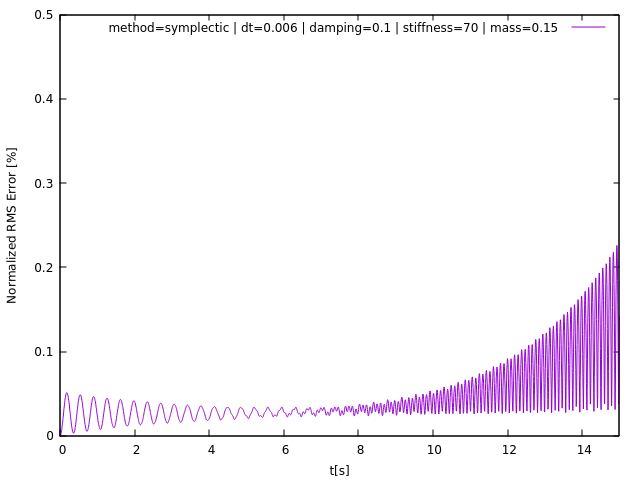 method=symplectic | dt=0.006 | damping=0.1 | stiffness=70 | mass=0.15
Normalized RMS Error [%]
0.5
0.4
0.3
0.2
0.1
0
0 2 4 6 8 10 12 14
t[s]